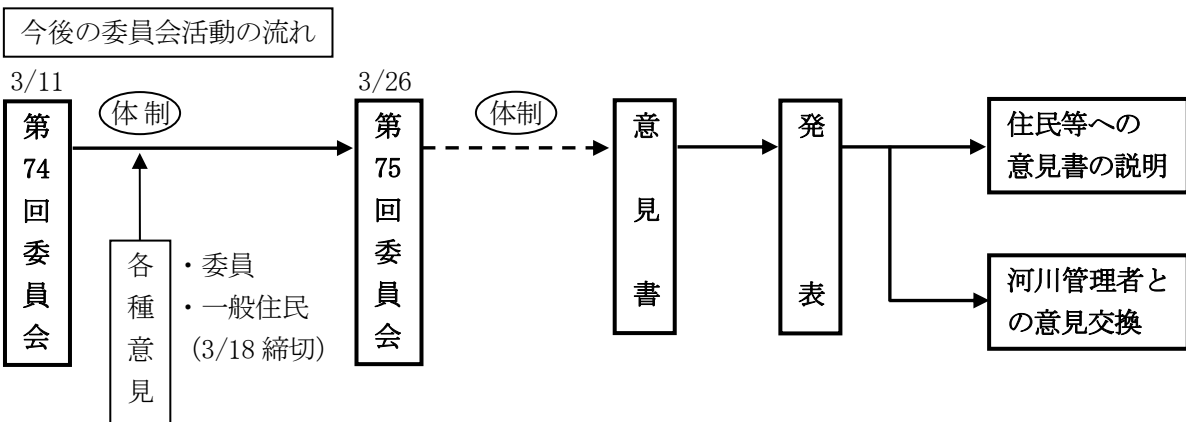 今後の委員会活動の流れ
3/11
第74回委員会
体制
各種意見
・委員
・一般住民
(3/18 締切)
3/26
第75回委員会
体制
意見書
発表
住民等への
意見書の説明
河川管理者と
の意見交換